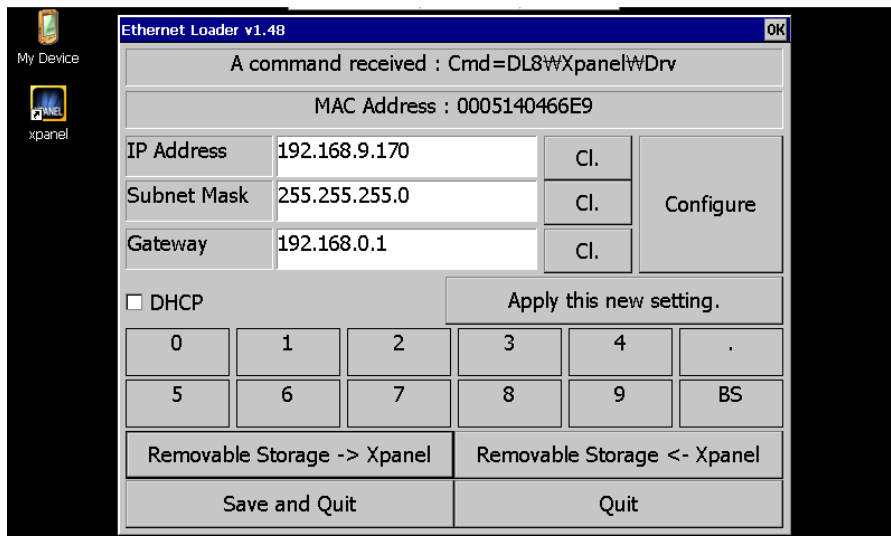 Ethernet Loader v1.48 OK
My Device
A command received : Cmd=DL8₩Xpanel₩Drv
MAC Address : 0005140466E9
xpanel
IP Address 192.168.9.170 Cl.
Subnet Mask 255.255.255.0 Cl. Configure
Gateway 192.168.0.1 Cl.
DHCP Apply this new setting.
0 1 2 3 4 .
5 6 7 8 9 BS
Removable Storage -> Xpanel Removable Storage <- Xpanel
Save and Quit Quit